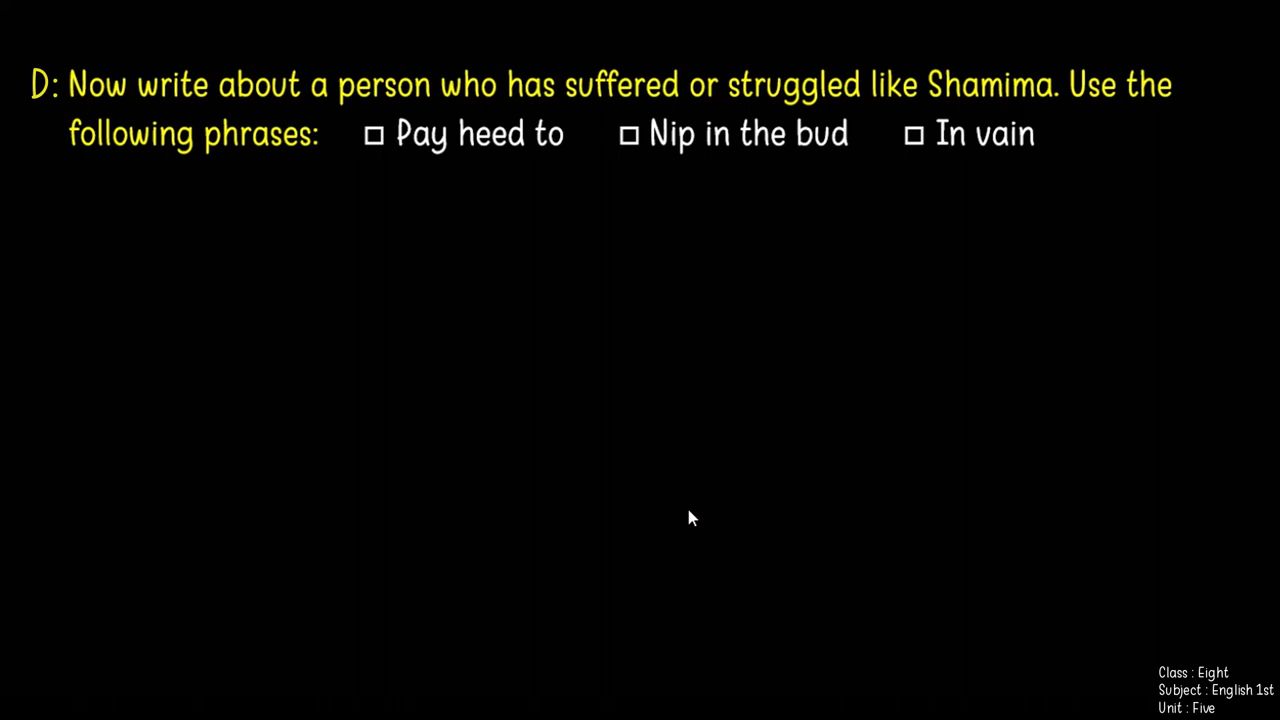 D: Now write about a person who has suffered or struggled like Shamima. Use the
following phrases: □ Pay heed to □ Nip in the bud □ In vain
Class : Eight
Subject : English 1st
Unit : Five